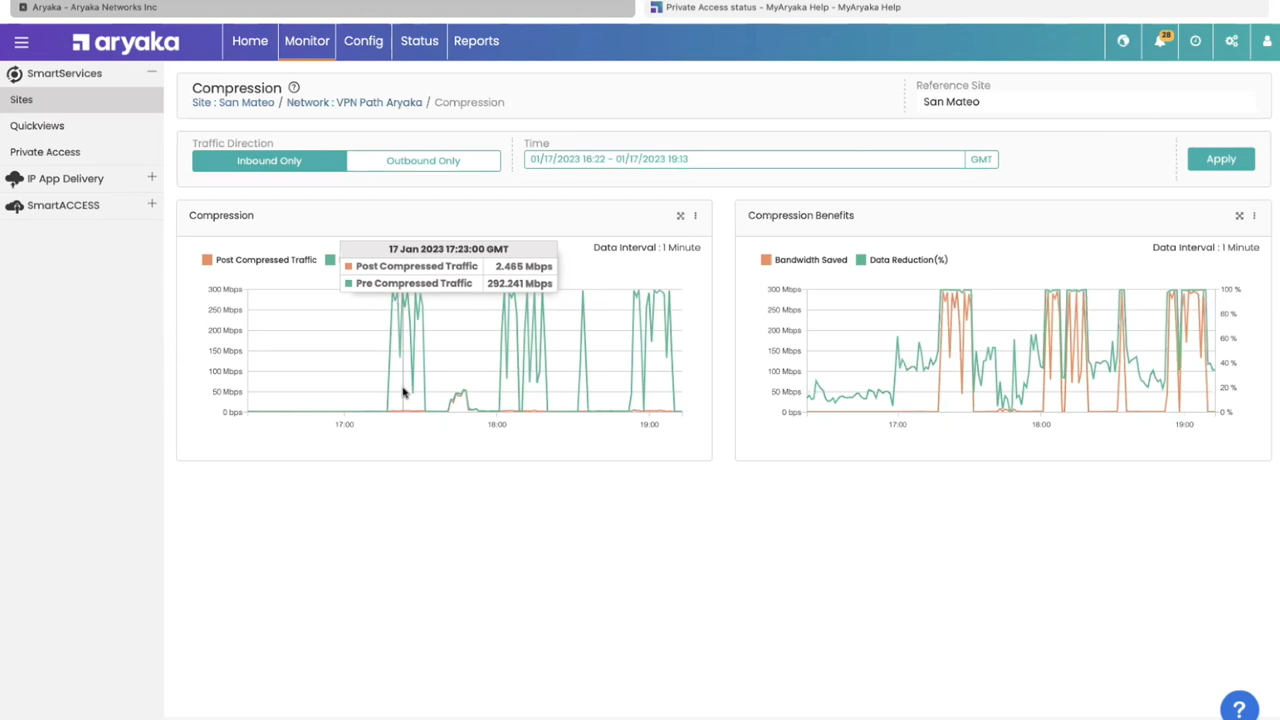 Aryaka - Aryaka Networks Inc
Private Access status - MyAryaka Help - MyAryaka Help
aryaka
Home
Monitor
Config
Status
Reports
28
SmartServices
Sites
Quickviews
Private Access
IP App Delivery
SmartACCESS
Compression
Site : San Mateo / Network : VPN Path Aryaka / Compression
Reference Site
San Mateo
Traffic Direction
Inbound Only
Outbound Only
Time
01/17/2023 16:22 - 01/17/2023 19:13
GMT
Apply
Compression
Data Interval : 1 Minute
Post Compressed Traffic
17 Jan 2023 17:23:00 GMT
Post Compressed Traffic 2.465 Mbps
Pre Compressed Traffic 292.241 Mbps
300 Mbps
250 Mbps
200 Mbps
150 Mbps
100 Mbps
50 Mbps
0 bps
17:00
18:00
19:00
Compression Benefits
Data Interval : 1 Minute
Bandwidth Saved
Data Reduction(%)
300 Mbps
250 Mbps
200 Mbps
150 Mbps
100 Mbps
50 Mbps
0 bps
100 %
80 %
60 %
40 %
20 %
0 %
17:00
18:00
19:00
?